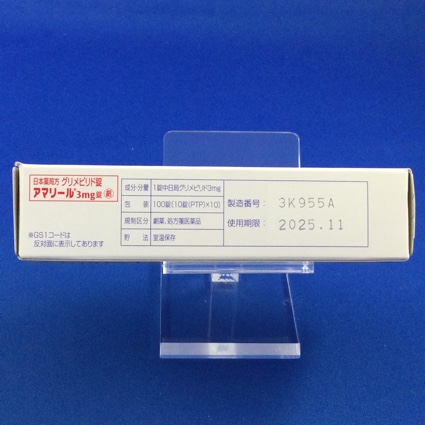 日本薬局方 グリメピリド錠
アマリール®3mg錠 劇
※GS1コードは
反対面に表示してあります
成分・分量 1錠中日局グリメピリド3mg
包装 100錠(10錠(PTP)×10)
規制区分 劇薬、処方箋医薬品
貯法 室温保存
製造番号: 3K955A
使用期限: 2025.11